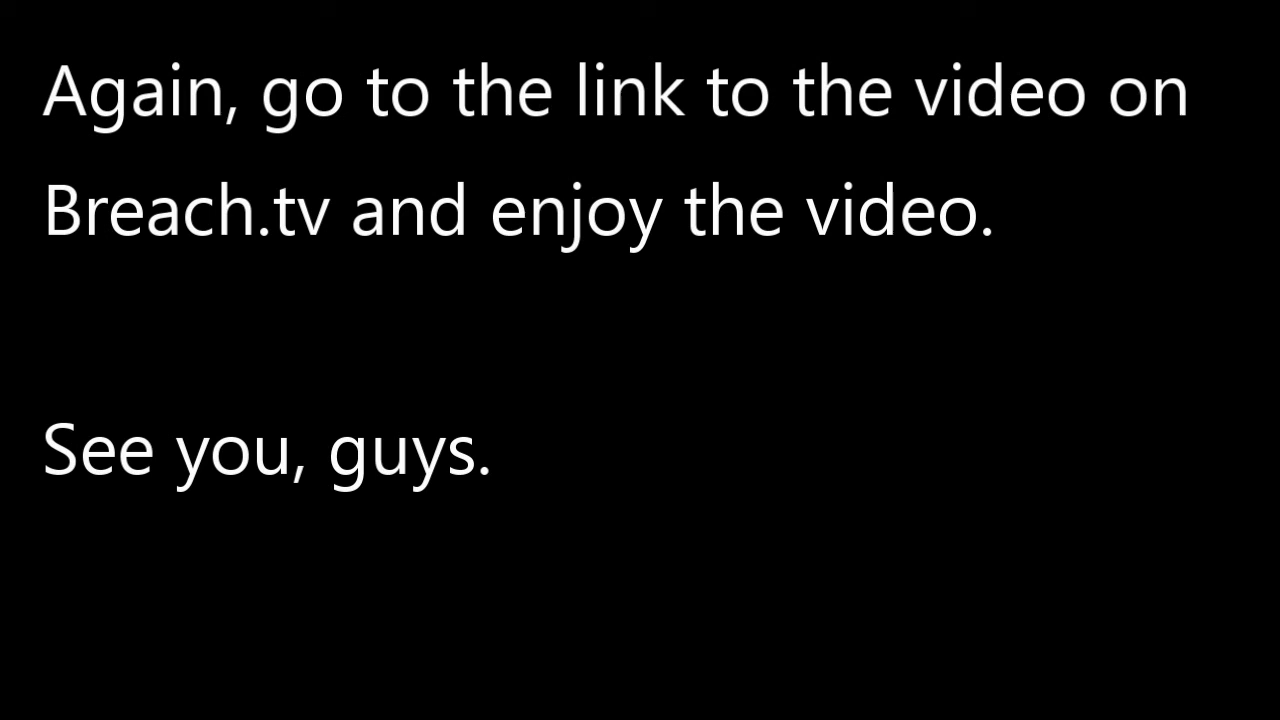 Again, go to the link to the video on
Breach.tv and enjoy the video.
See you, guys.